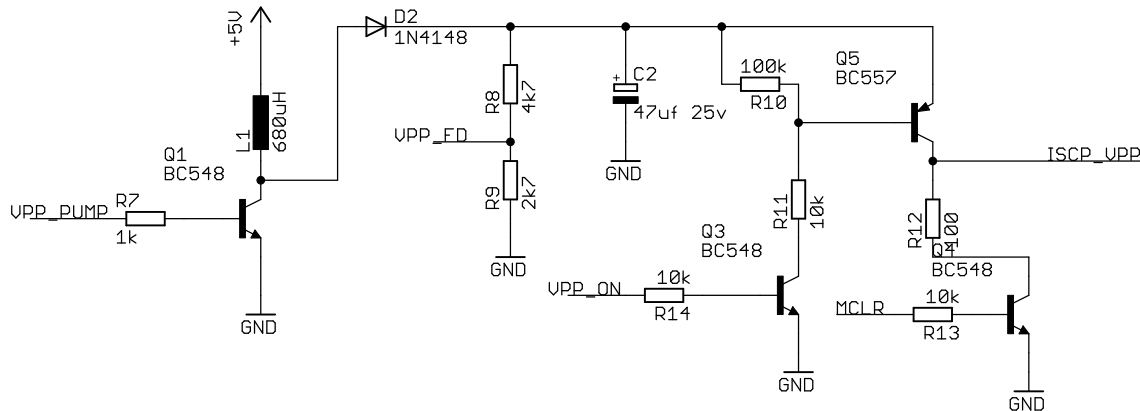 +5V
D2
1N4148
L1
680uH
Q1
BC548
VPP_PUMP
R7
1k
GND
R8
4k7
VPP_FD
R9
2k7
GND
C2
+
47uf 25v
GND
100k
R10
Q5
BC557
ISCP_VPP
R11
10k
Q3
BC548
VPP_ON
10k
R14
GND
R12
100
Q4
BC548
MCLR
10k
R13
GND